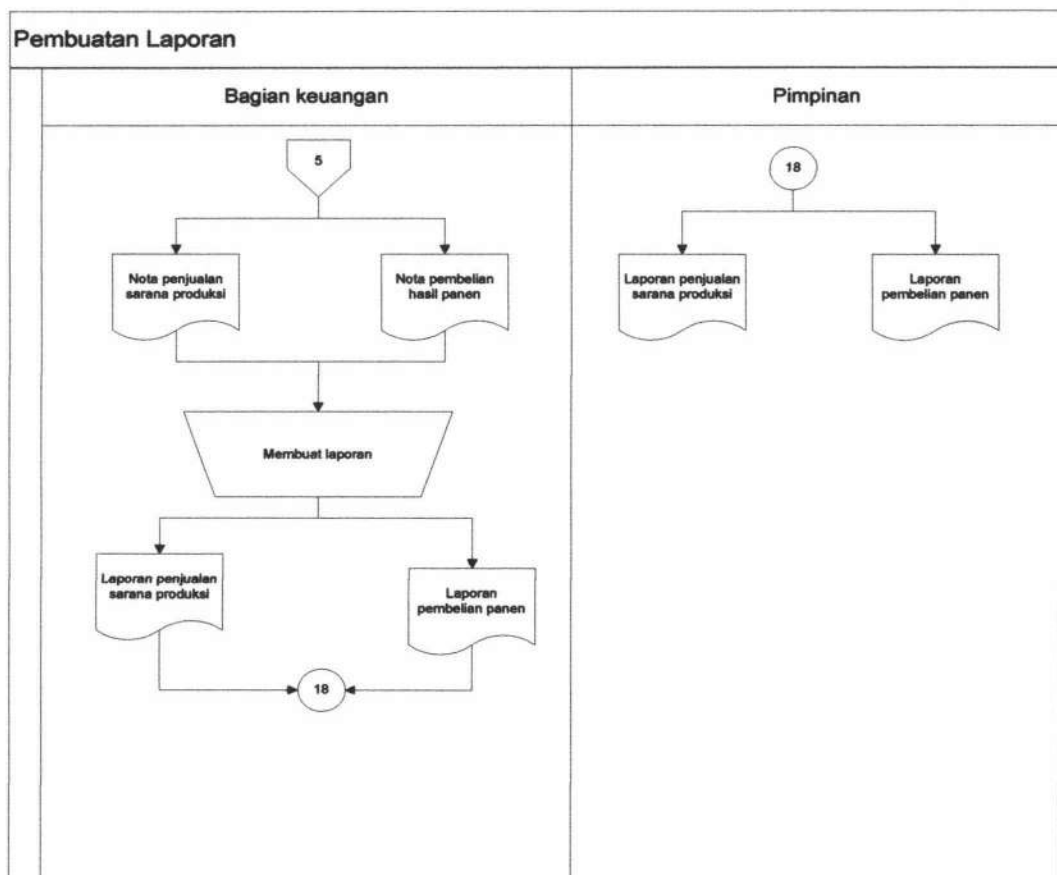 Pembuatan Laporan
Bagian keuangan
Pimpinan
5
Nota penjualan
sarana produksi
Nota pembelian
hasil panen
Membuat laporan
Laporan penjualan
sarana produksi
Laporan
pembelian panen
18
18
Laporan penjualan
sarana produksi
Laporan
pembelian panen